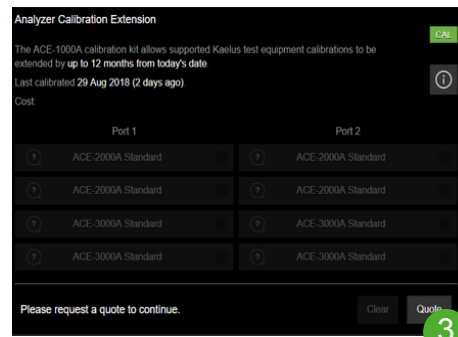 Analyzer Calibration Extension
CAL
The ACE-1000A calibration kit allows supported Kaelus test equipment calibrations to be
extended by up to 12 months from today's date.
Last calibrated 29 Aug 2018 (2 days ago).
Cost:
Port 1 Port 2
? ACE-2000A Standard ? ACE-2000A Standard
? ACE-2000A Standard ? ACE-2000A Standard
? ACE-3000A Standard ? ACE-3000A Standard
? ACE-3000A Standard ? ACE-3000A Standard
Please request a quote to continue. Clear Quote
3